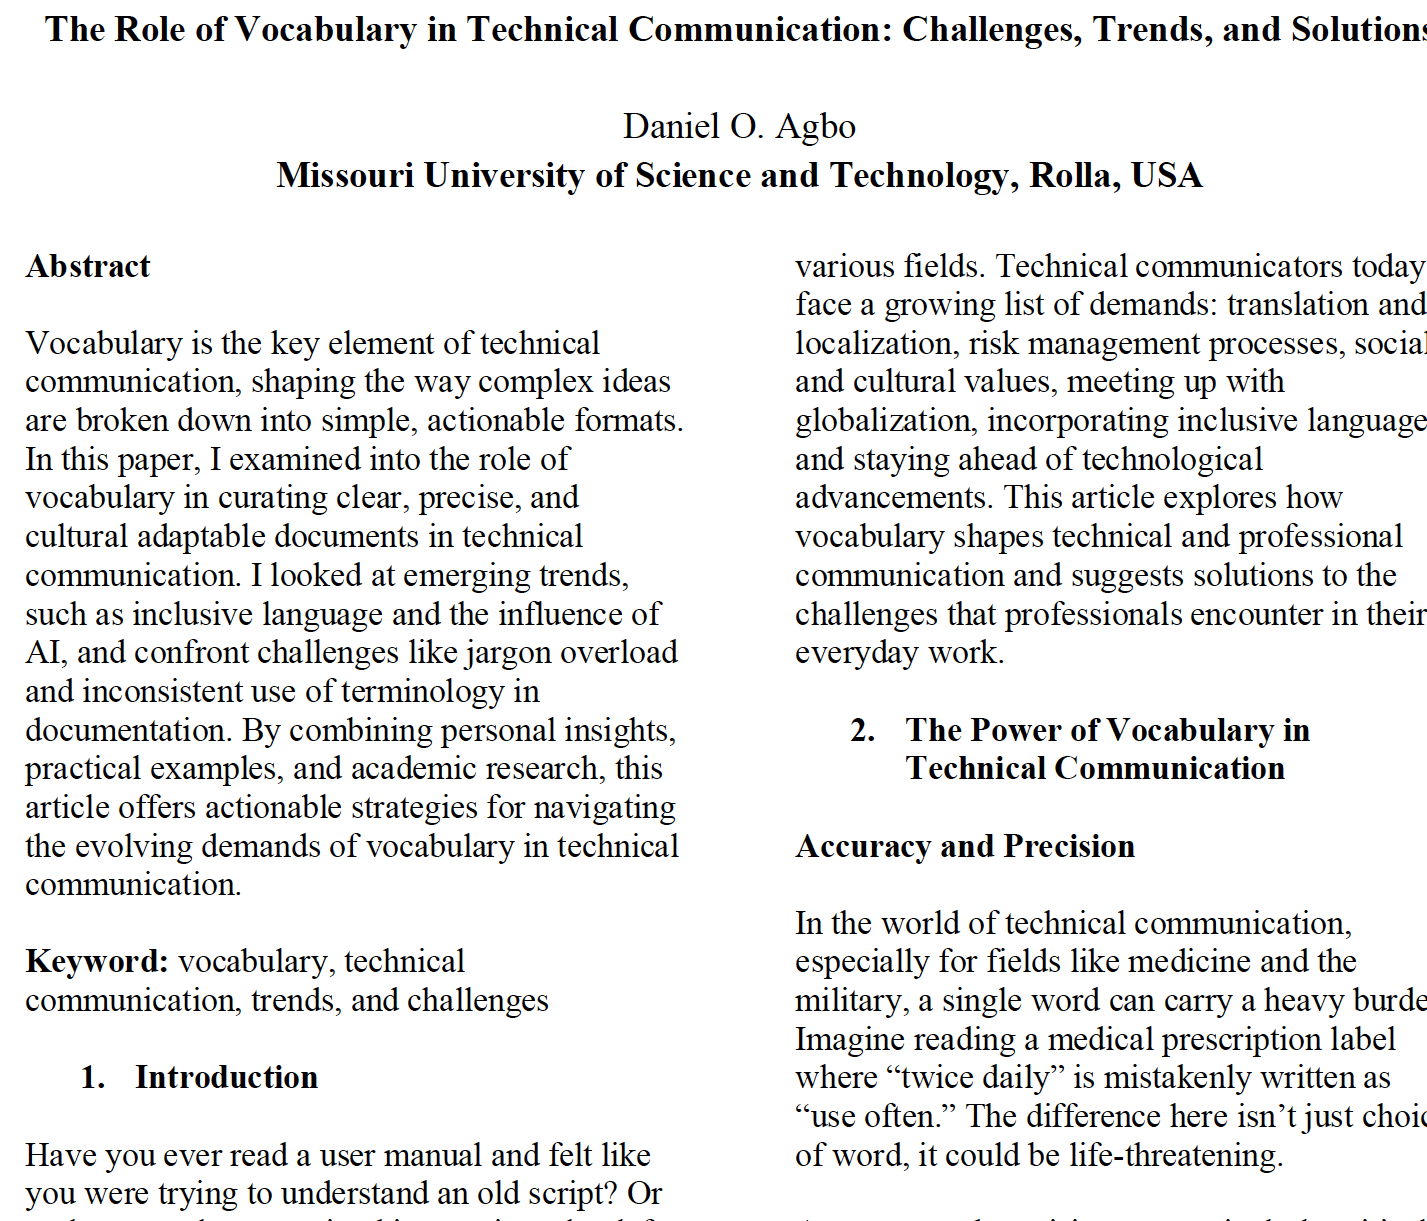 The Role of Vocabulary in Technical Communication: Challenges, Trends, and Solutions
Daniel O. Agbo
Missouri University of Science and Technology, Rolla, USA
Abstract
Vocabulary is the key element of technical
communication, shaping the way complex ideas
are broken down into simple, actionable formats.
In this paper, I examined into the role of
vocabulary in curating clear, precise, and
cultural adaptable documents in technical
communication. I looked at emerging trends,
such as inclusive language and the influence of
AI, and confront challenges like jargon overload
and inconsistent use of terminology in
documentation. By combining personal insights,
practical examples, and academic research, this
article offers actionable strategies for navigating
the evolving demands of vocabulary in technical
communication.
Keyword: vocabulary, technical
communication, trends, and challenges
1. Introduction
Have you ever read a user manual and felt like
you were trying to understand an old script? Or
various fields. Technical communicators today
face a growing list of demands: translation and
localization, risk management processes, social
and cultural values, meeting up with
globalization, incorporating inclusive language
and staying ahead of technological
advancements. This article explores how
vocabulary shapes technical and professional
communication and suggests solutions to the
challenges that professionals encounter in their
everyday work.
2. The Power of Vocabulary in
Technical Communication
Accuracy and Precision
In the world of technical communication,
especially for fields like medicine and the
military, a single word can carry a heavy burde
Imagine reading a medical prescription label
where “twice daily” is mistakenly written as
“use often.” The difference here isn’t just choic
of word, it could be life-threatening.